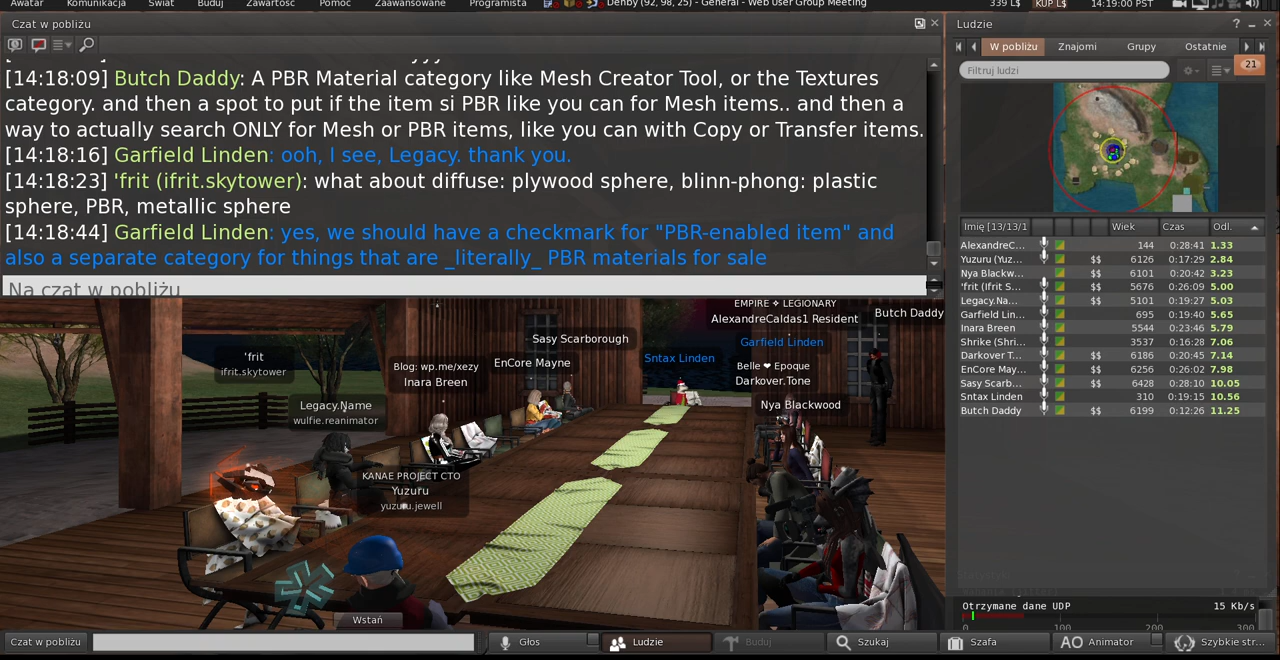 Awatar Komunikacja Świat Buduj Zawartość Pomoc Zaawansowane Programista Denby (92, 98, 25) - General - Web User Group Meeting 339 L$ KUP L$ 14:19:00 PST
Czat w pobliżu
[14:18:09] Butch Daddy: A PBR Material category like Mesh Creator Tool, or the Textures
category. and then a spot to put if the item si PBR like you can for Mesh items.. and then a
way to actually search ONLY for Mesh or PBR items, like you can with Copy or Transfer items.
[14:18:16] Garfield Linden: ooh, I see, Legacy. thank you.
[14:18:23] 'frit (ifrit.skytower): what about diffuse: plywood sphere, blinn-phong: plastic
sphere, PBR, metallic sphere
[14:18:44] Garfield Linden: yes, we should have a checkmark for "PBR-enabled item" and
also a separate category for things that are _literally_ PBR materials for sale
Na czat w pobliżu
EMPIRE ✧ LEGIONARY
AlexandreCaldas1 Resident
Butch Daddy
Sasy Scarborough
Garfield Linden
'frit
ifrit.skytower
EnCore Mayne
Sntax Linden
Blog: wp.me/xezy
Inara Breen
Belle ❤ Epoque
Darkover.Tone
Legacy.Name
wulfie.reanimator
Nya Blackwood
KANAE PROJECT CTO
Yuzuru
yuzuru.jewell
Wstań
Ludzie
W pobliżu Znajomi Grupy Ostatnie
Filtruj ludzi
21
Imię [13/13/1 Wiek Czas Odl.
AlexandreC... 144 0:28:41 1.33
Yuzuru (Yuz... $$ 6126 0:17:29 2.84
Nya Blackw... $$ 6101 0:20:42 3.23
'frit (Ifrit S... $$ 5676 0:26:09 5.00
Legacy.Na... $$ 5101 0:19:27 5.03
Garfield Lin... 695 0:19:40 5.65
Inara Breen 5544 0:23:46 5.79
Shrike (Shri... 3537 0:16:28 7.06
Darkover T... $$ 6186 0:20:45 7.14
EnCore May... $$ 6256 0:26:02 7.98
Sasy Scarb... $$ 6428 0:28:10 10.05
Sntax Linden 310 0:19:15 10.56
Butch Daddy $$ 6199 0:12:26 11.25
Otrzymane dane UDP 15 Kb/s
0 100 200 300
Czat w pobliżu Głos Ludzie Buduj Szukaj Szafa AO Animator Szybkie str...